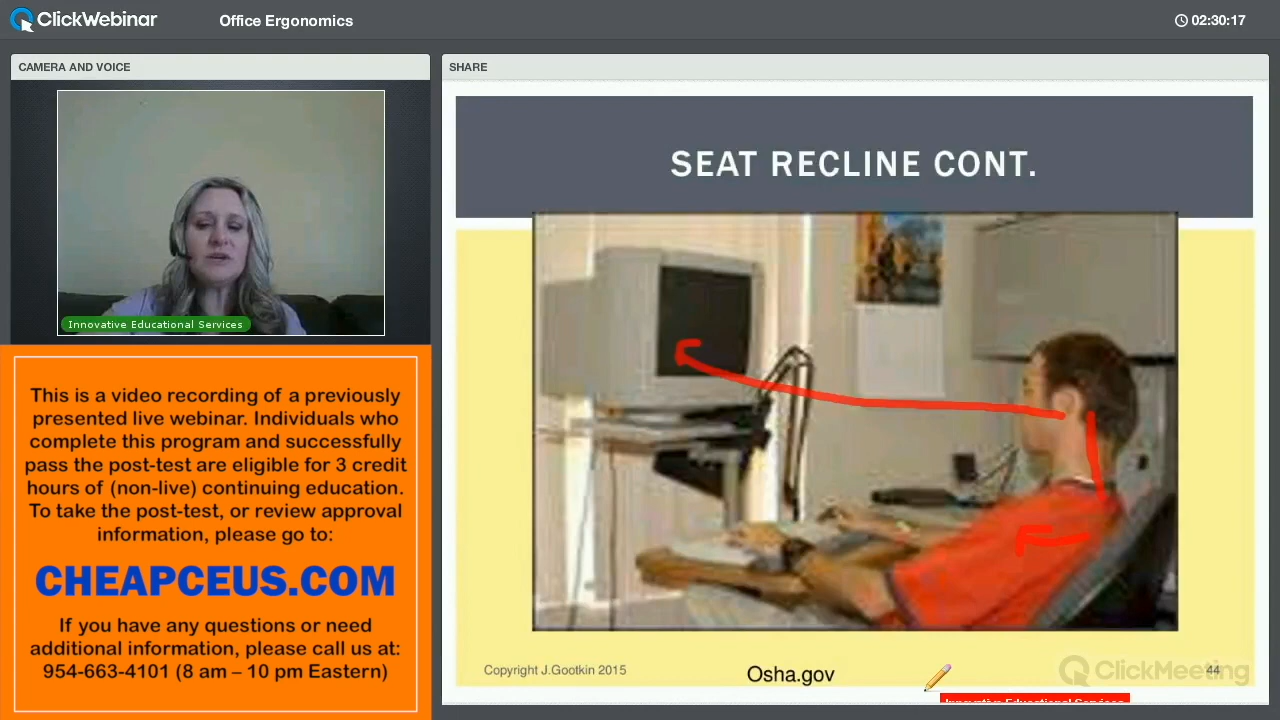 ClickWebinar
Office Ergonomics
02:30:17
CAMERA AND VOICE
SHARE
Innovative Educational Services
This is a video recording of a previously
presented live webinar. Individuals who
complete this program and successfully
pass the post-test are eligible for 3 credit
hours of (non-live) continuing education.
To take the post-test, or review approval
information, please go to:
CHEAPCEUS.COM
If you have any questions or need
additional information, please call us at:
954-663-4101 (8 am – 10 pm Eastern)
SEAT RECLINE CONT.
Copyright J.Gootkin 2015
Osha.gov
ClickMeeting
44
Innovative Educational Services